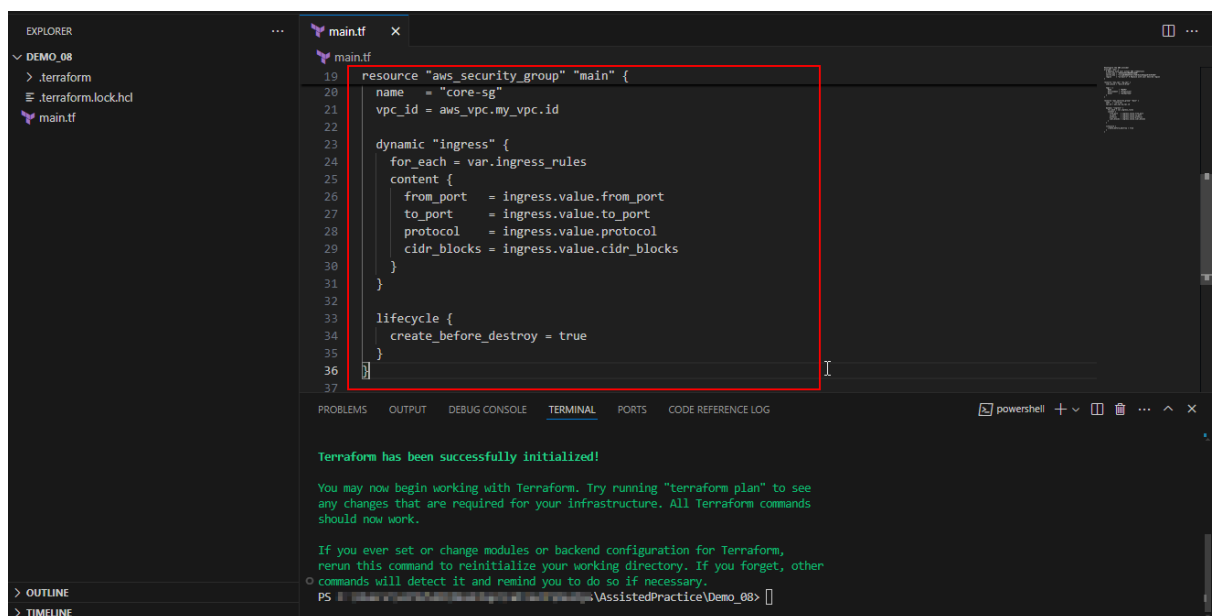 EXPLORER
DEMO_08
.terraform
.terraform.lock.hcl
main.tf
OUTLINE
TIMELINE
main.tf
main.tf
19 resource "aws_security_group" "main" {
20   name   = "core-sg"
21   vpc_id = aws_vpc.my_vpc.id
22
23   dynamic "ingress" {
24     for_each = var.ingress_rules
25     content {
26       from_port   = ingress.value.from_port
27       to_port     = ingress.value.to_port
28       protocol    = ingress.value.protocol
29       cidr_blocks = ingress.value.cidr_blocks
30     }
31   }
32
33   lifecycle {
34     create_before_destroy = true
35   }
36 }
37
PROBLEMS OUTPUT DEBUG CONSOLE TERMINAL PORTS CODE REFERENCE LOG powershell
Terraform has been successfully initialized!
You may now begin working with Terraform. Try running "terraform plan" to see
any changes that are required for your infrastructure. All Terraform commands
should now work.
If you ever set or change modules or backend configuration for Terraform,
rerun this command to reinitialize your working directory. If you forget, other
commands will detect it and remind you to do so if necessary.
PS \AssistedPractice\Demo_08>